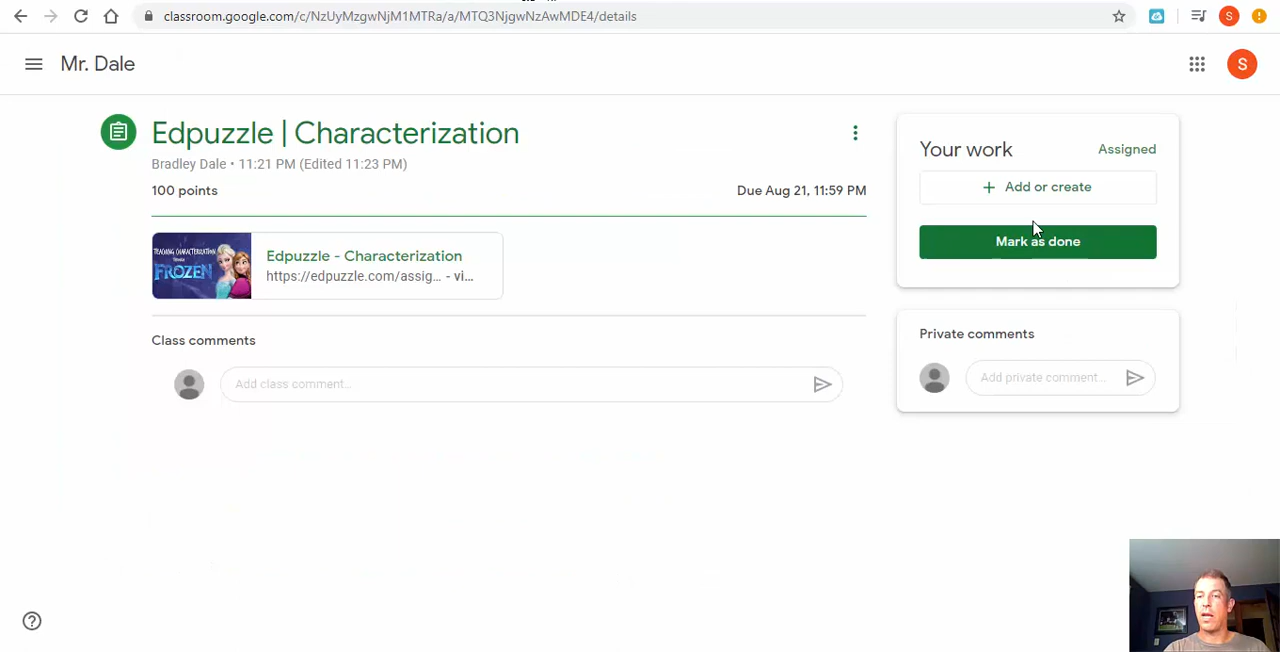 classroom.google.com/c/NzUyMzgwNjM1MTRa/a/MTQ3NjgwNzAwMDE4/details
S
Mr. Dale
S
Edpuzzle | Characterization
Bradley Dale • 11:21 PM (Edited 11:23 PM)
100 points
Due Aug 21, 11:59 PM
TEACHING CHARACTERIZATION
FROZEN
Edpuzzle - Characterization
https://edpuzzle.com/assig... - vi...
Class comments
Add class comment...
Your work
Assigned
+ Add or create
Mark as done
Private comments
Add private comment...